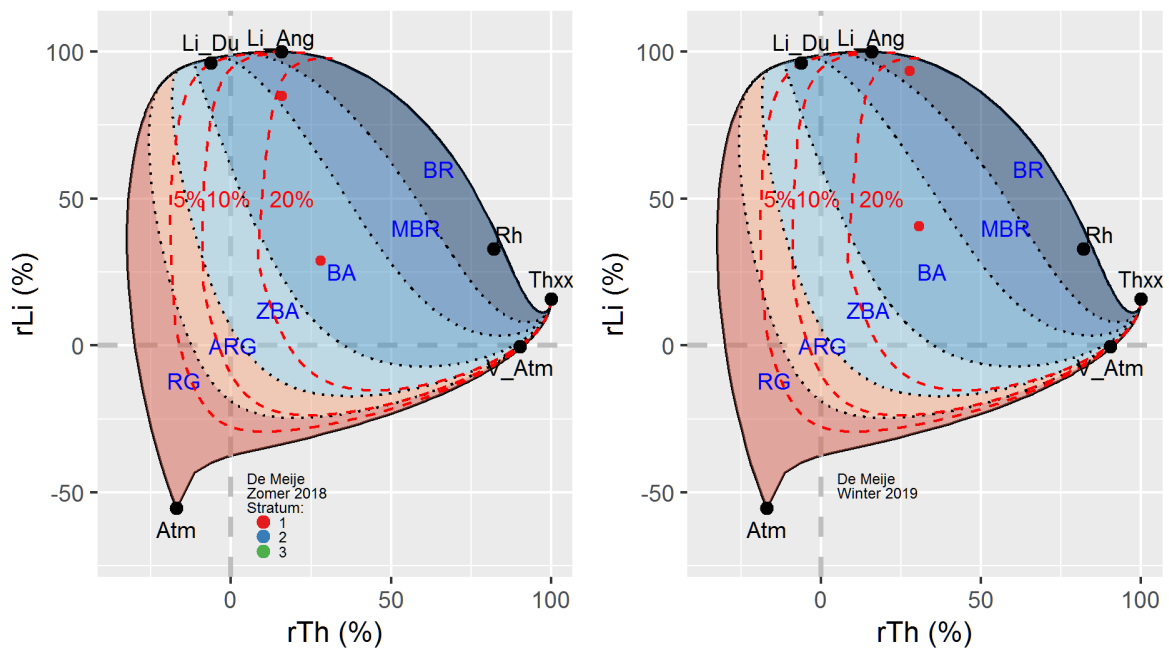 Li_Du Li_Ang
100
BR
5% 10% 20%
50
MBR
Rh
BA
Thxx
ZBA
0
ARG
V_Atm
RG
-50
De Meije
Zomer 2018
Stratum:
1
2
3
Atm
0 50 100
rTh (%)
rLi (%)
Li_Du Li_Ang
100
BR
5% 10% 20%
50
MBR
Rh
BA
Thxx
ZBA
0
ARG
V_Atm
RG
-50
De Meije
Winter 2019
Atm
0 50 100
rTh (%)
rLi (%)